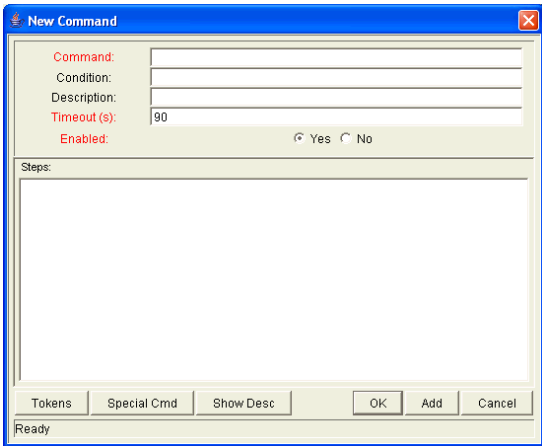 New Command
Command:
Condition:
Description:
Timeout (s): 90
Enabled: Yes No
Steps:
Tokens Special Cmd Show Desc OK Add Cancel
Ready